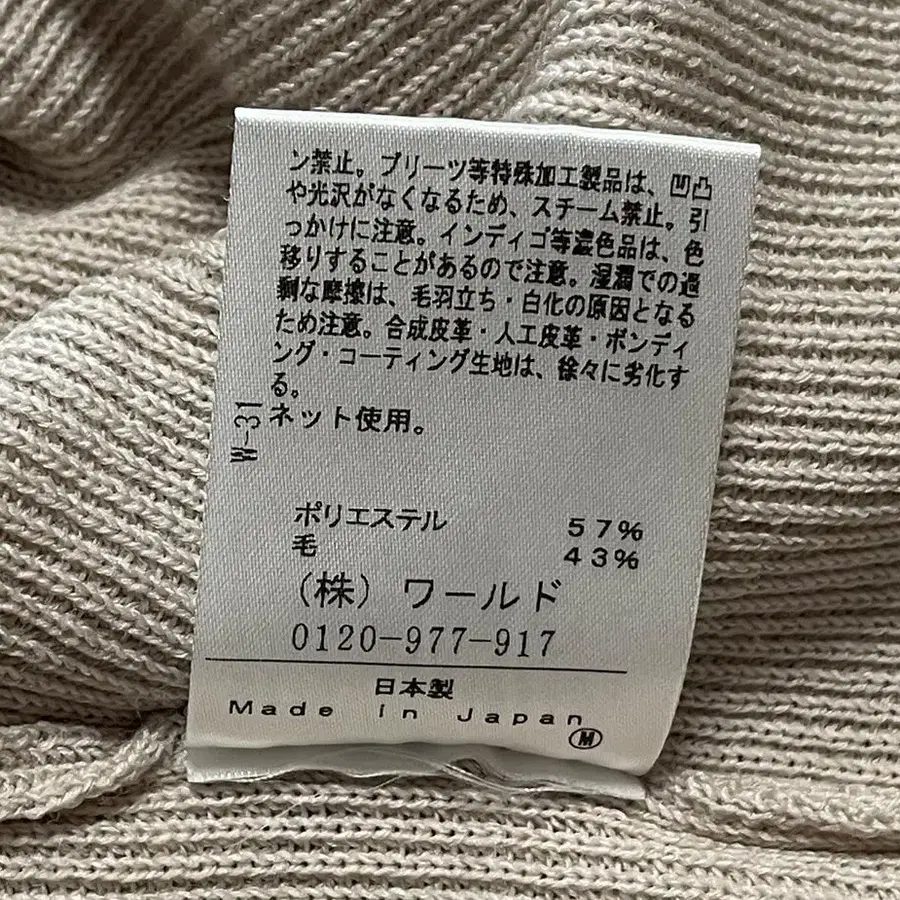 ン禁止。プリーツ等特殊加工製品は、凹凸
や光沢がなくなるため、スチーム禁止。引
っかけに注意。インディゴ等濃色品は、色
移りすることがあるので注意。湿潤での過
剰な摩擦は、毛羽立ち・白化の原因となる
ため注意。合成皮革・人工皮革・ボンディ
ング・コーティング生地は、徐々に劣化す
る。
ネット使用。
W-31
ポリエステル 57%
毛 43%
(株) ワールド
0120-977-917
日本製
Made in Japan
M